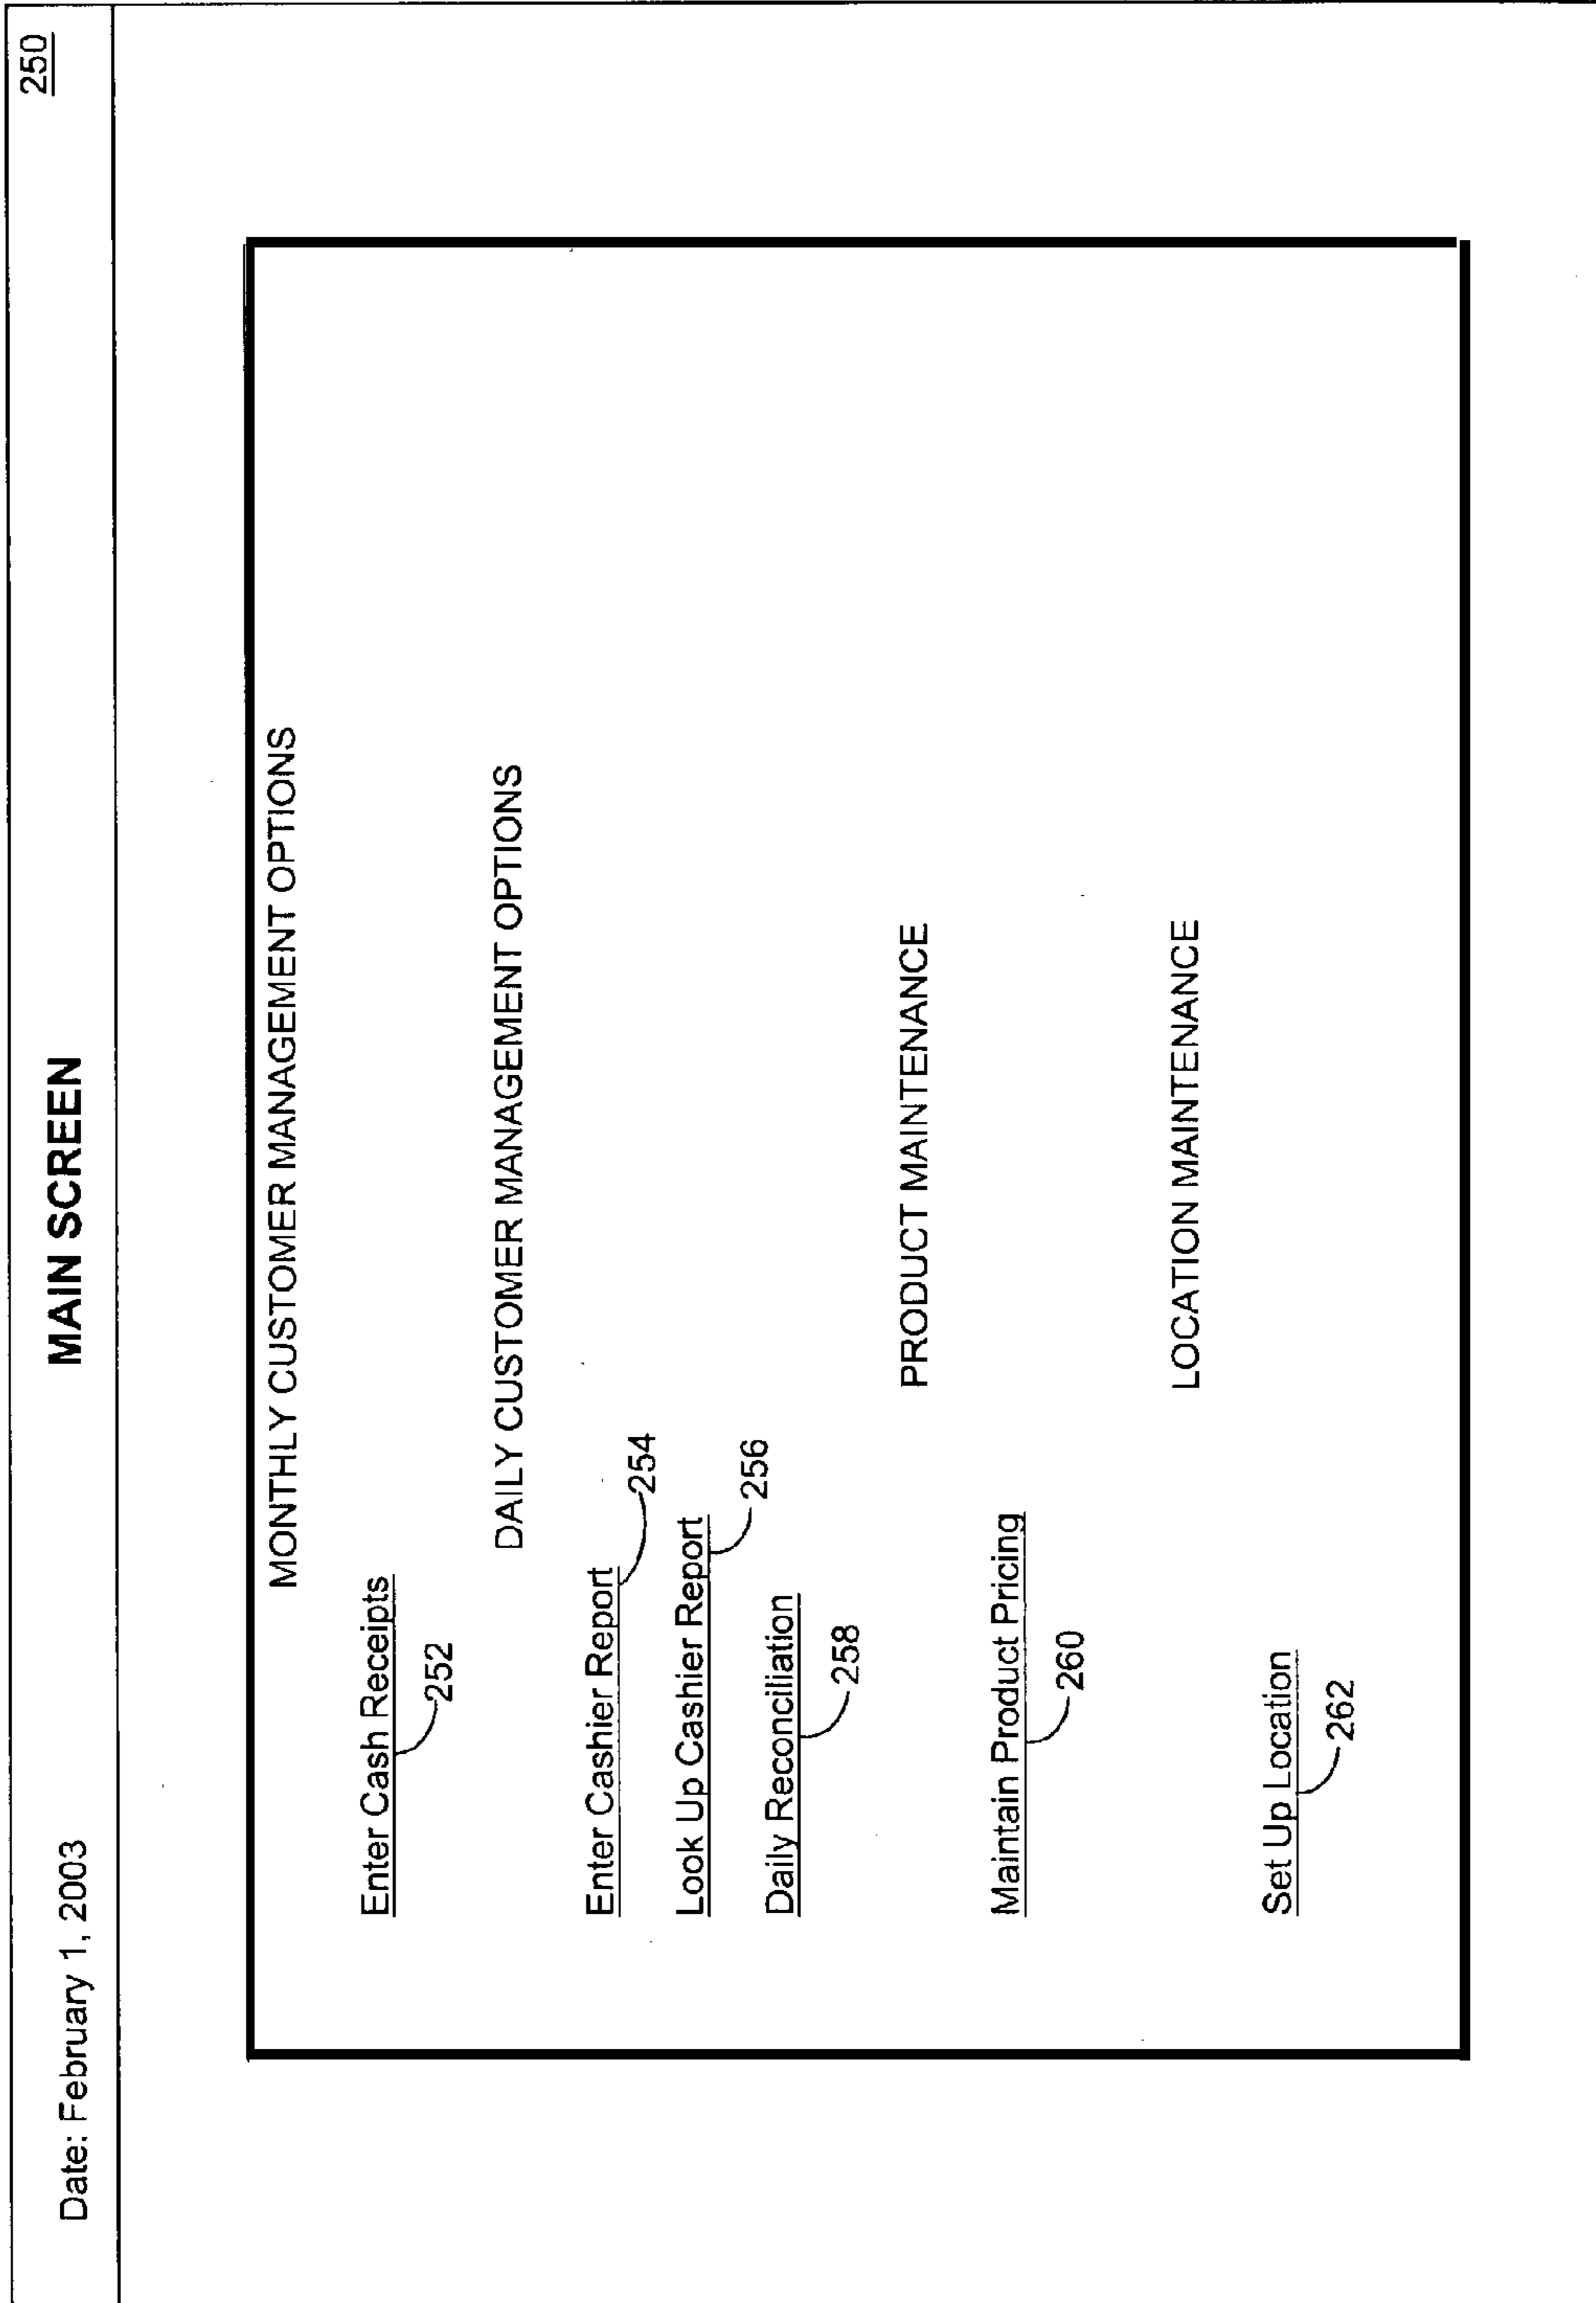 250
MAIN SCREEN
Date: February 1, 2003
MONTHLY CUSTOMER MANAGEMENT OPTIONS
Enter Cash Receipts
252
DAILY CUSTOMER MANAGEMENT OPTIONS
Enter Cashier Report
254
Look Up Cashier Report
256
Daily Reconciliation
258
PRODUCT MAINTENANCE
Maintain Product Pricing
260
LOCATION MAINTENANCE
Set Up Location
262